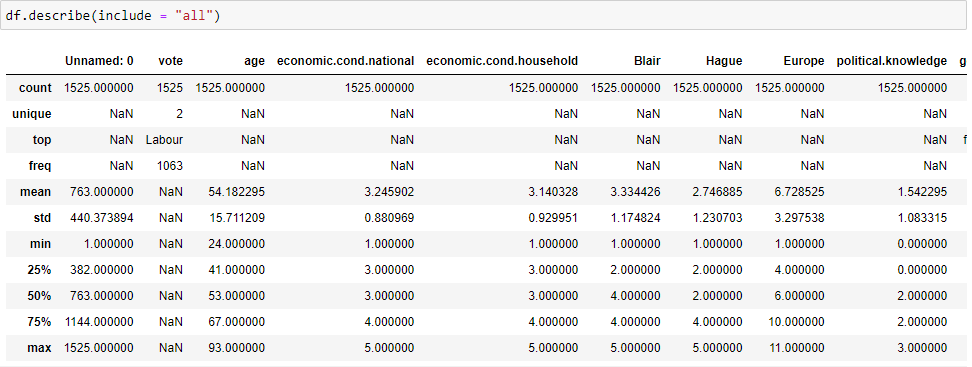 df.describe(include = "all")
Unnamed: 0 vote age economic.cond.national economic.cond.household Blair Hague Europe political.knowledge g
count 1525.000000 1525 1525.000000 1525.000000 1525.000000 1525.000000 1525.000000 1525.000000 1525.000000
unique NaN 2 NaN NaN NaN NaN NaN NaN NaN
top NaN Labour NaN NaN NaN NaN NaN NaN NaN f
freq NaN 1063 NaN NaN NaN NaN NaN NaN NaN
mean 763.000000 NaN 54.182295 3.245902 3.140328 3.334426 2.746885 6.728525 1.542295
std 440.373894 NaN 15.711209 0.880969 0.929951 1.174824 1.230703 3.297538 1.083315
min 1.000000 NaN 24.000000 1.000000 1.000000 1.000000 1.000000 1.000000 0.000000
25% 382.000000 NaN 41.000000 3.000000 3.000000 2.000000 2.000000 4.000000 0.000000
50% 763.000000 NaN 53.000000 3.000000 3.000000 4.000000 2.000000 6.000000 2.000000
75% 1144.000000 NaN 67.000000 4.000000 4.000000 4.000000 4.000000 10.000000 2.000000
max 1525.000000 NaN 93.000000 5.000000 5.000000 5.000000 5.000000 11.000000 3.000000